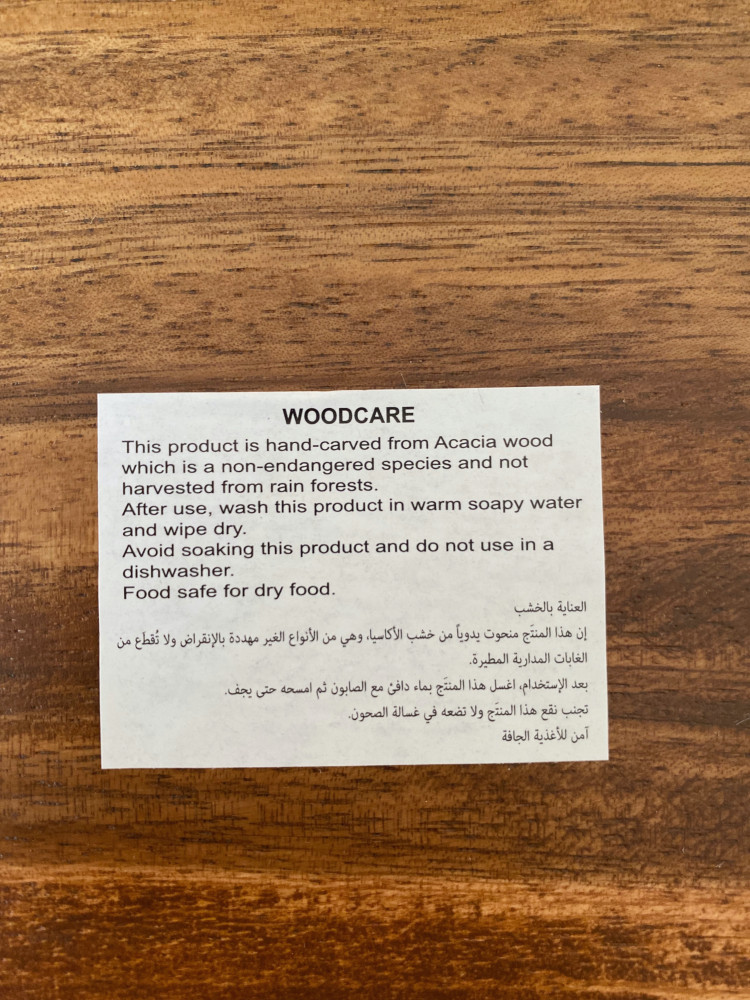 WOODCARE
This product is hand-carved from Acacia wood
which is a non-endangered species and not
harvested from rain forests.
After use, wash this product in warm soapy water
and wipe dry.
Avoid soaking this product and do not use in a
dishwasher.
Food safe for dry food.
العناية بالخشب
إن هذا المنتَج منحوت يدوياً من خشب الأكاسيا، وهي من الأنواع الغير مهددة بالإنقراض ولا تُقطَع من
الغابات المدارية المطيرة.
بعد الإستخدام، اغسل هذا المنتَج بماء دافئ مع الصابون ثم امسحه حتى يجف.
تجنب نقع هذا المنتَج ولا تضعه في غسالة الصحون.
آمن للأغذية الجافة